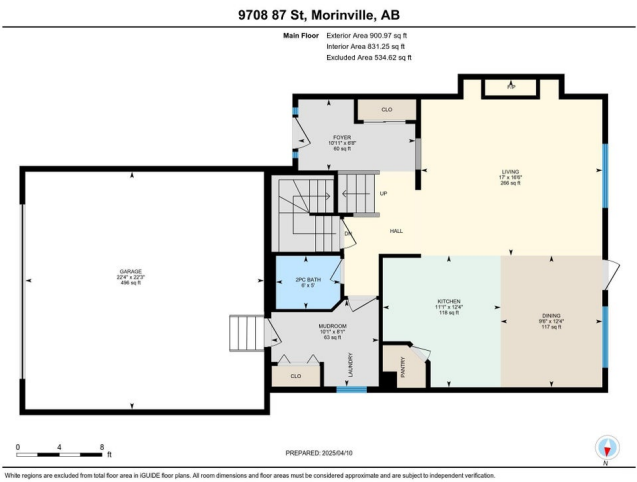 9708 87 St, Morinville, AB
Main Floor Exterior Area 900.97 sq ft
Interior Area 831.25 sq ft
Excluded Area 534.62 sq ft
F/P
CLO
FOYER
10'11" x 6'8"
60 sq ft
LIVING
17' x 16'6"
266 sq ft
UP
DN
HALL
GARAGE
22'4" x 22'3"
496 sq ft
2PC BATH
6' x 5'
KITCHEN
11'1" x 12'4"
118 sq ft
DINING
9'6" x 12'4"
117 sq ft
MUDROOM
10'1" x 8'1"
63 sq ft
LAUNDRY
PANTRY
CLO
0 4 8
ft
PREPARED: 2025/04/10
N
White regions are excluded from total floor area in iGUIDE floor plans. All room dimensions and floor areas must be considered approximate and are subject to independent verification.